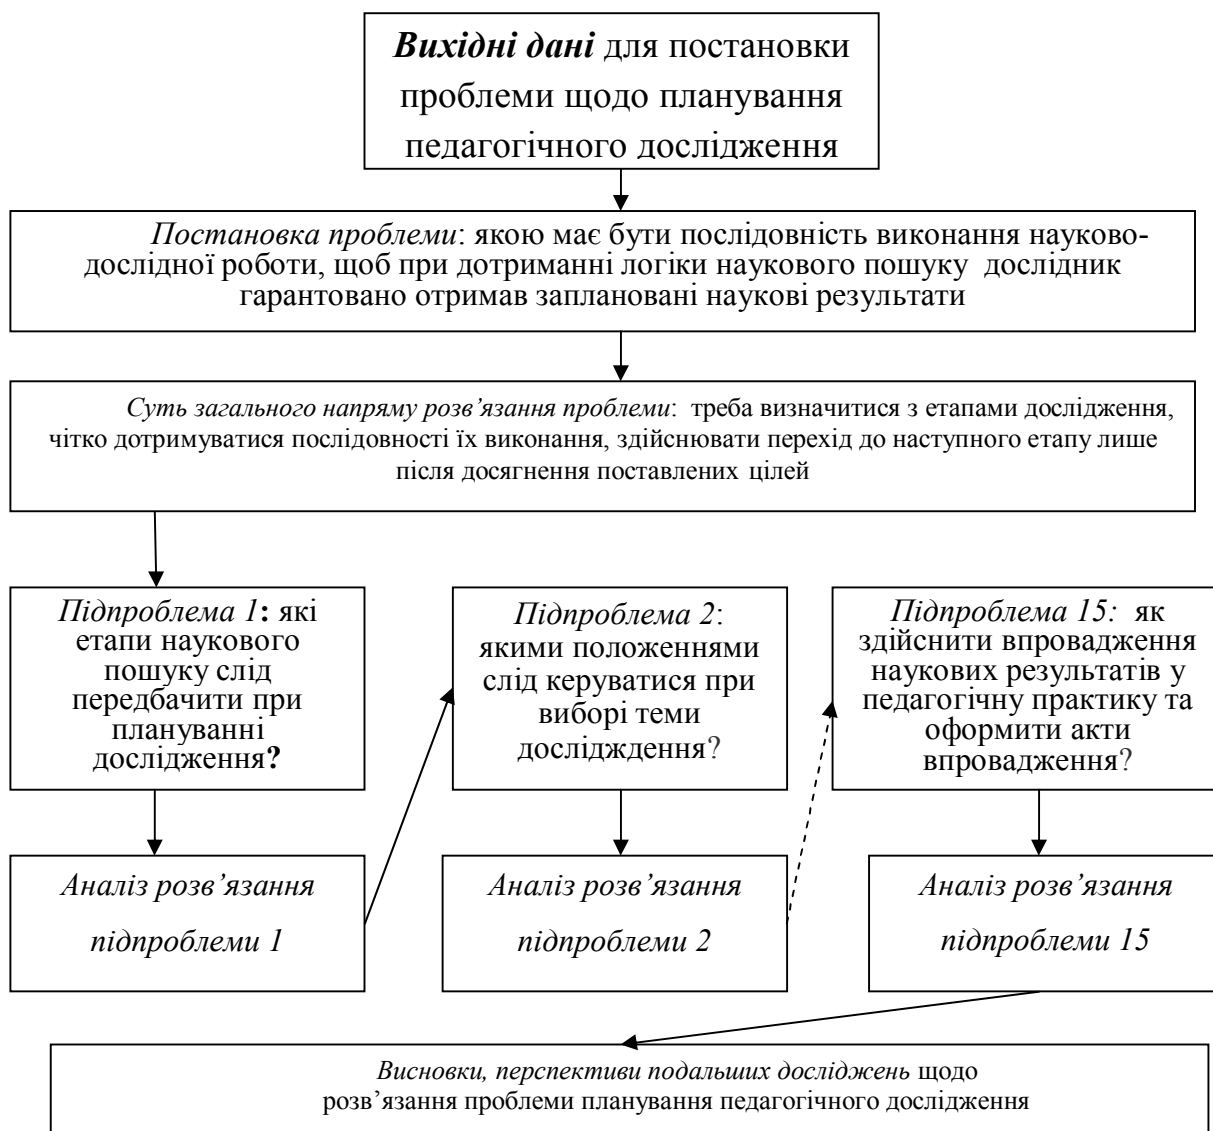 Вихідні дані для постановки
проблеми щодо планування
педагогічного дослідження
Постановка проблеми: якою має бути послідовність виконання науково-
дослідної роботи, щоб при дотриманні логіки наукового пошуку дослідник
гарантовано отримав заплановані наукові результати
Суть загального напряму розв’язання проблеми: треба визначитися з етапами дослідження,
чітко дотримуватися послідовності їх виконання, здійснювати перехід до наступного етапу лише
після досягнення поставлених цілей
Підпроблема 1: які
етапи наукового
пошуку слід
передбачити при
плануванні
дослідження?
Підпроблема 2:
якими положеннями
слід керуватися при
виборі теми
досліджден­ня?
Підпроблема 15: як
здійснити впровадження
наукових результатів у
педагогічну практику та
оформити акти
впровадження?
Аналіз розв’язання
підпроблеми 1
Аналіз розв’язання
підпроблеми 2
Аналіз розв’язання
підпроблеми 15
Висновки, перспективи подальших досліджень щодо
розв’язання проблеми планування педагогічного дослідження